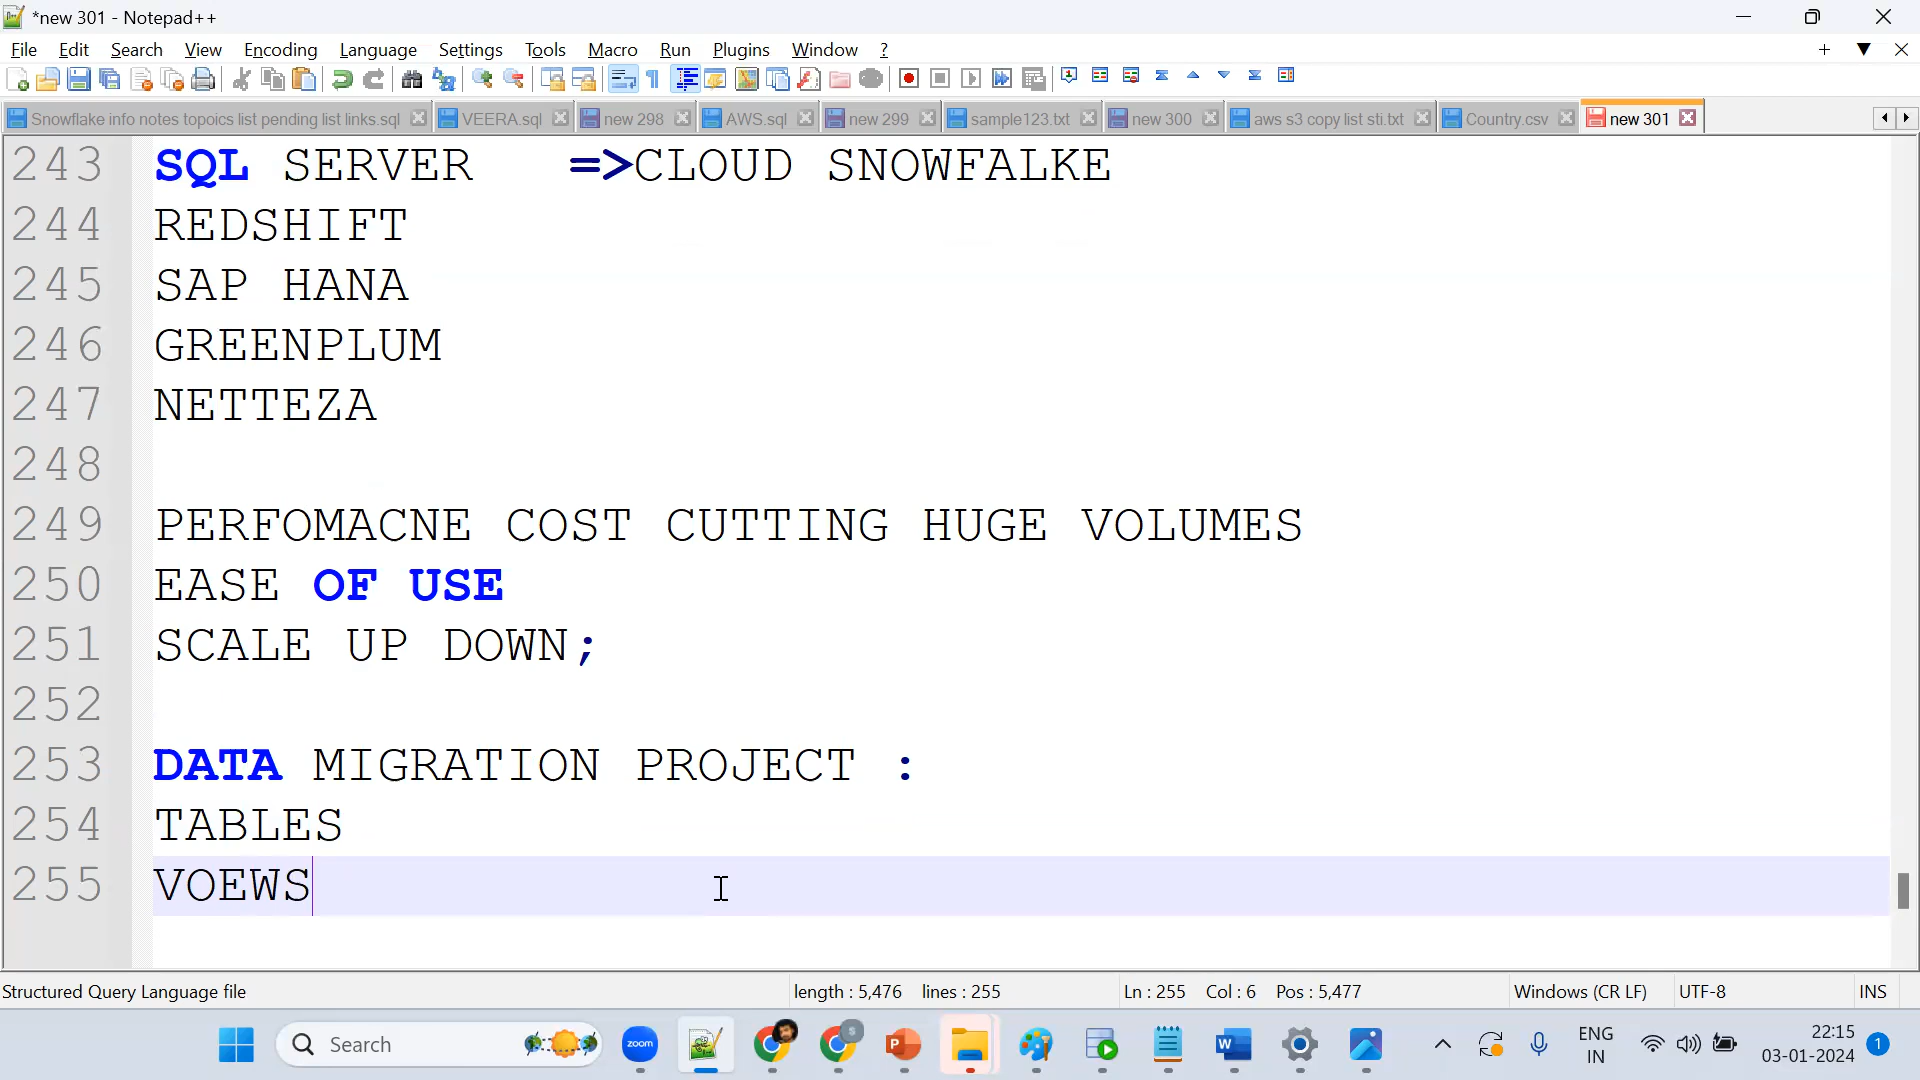 *new 301 - Notepad++
File Edit Search View Encoding Language Settings Tools Macro Run Plugins Window ?
Snowflake info notes topoics list pending list links.sql VEERA.sql new 298 AWS.sql new 299 sample123.txt new 300 aws s3 copy list sti.txt Country.csv new 301
243 SQL SERVER =>CLOUD SNOWFALKE
244 REDSHIFT
245 SAP HANA
246 GREENPLUM
247 NETTEZA
248
249 PERFOMACNE COST CUTTING HUGE VOLUMES
250 EASE OF USE
251 SCALE UP DOWN;
252
253 DATA MIGRATION PROJECT :
254 TABLES
255 VOEWS
Structured Query Language file length : 5,476 lines : 255 Ln : 255 Col : 6 Pos : 5,477 Windows (CR LF) UTF-8 INS
Search zoom ENG 22:15
IN 03-01-2024 1